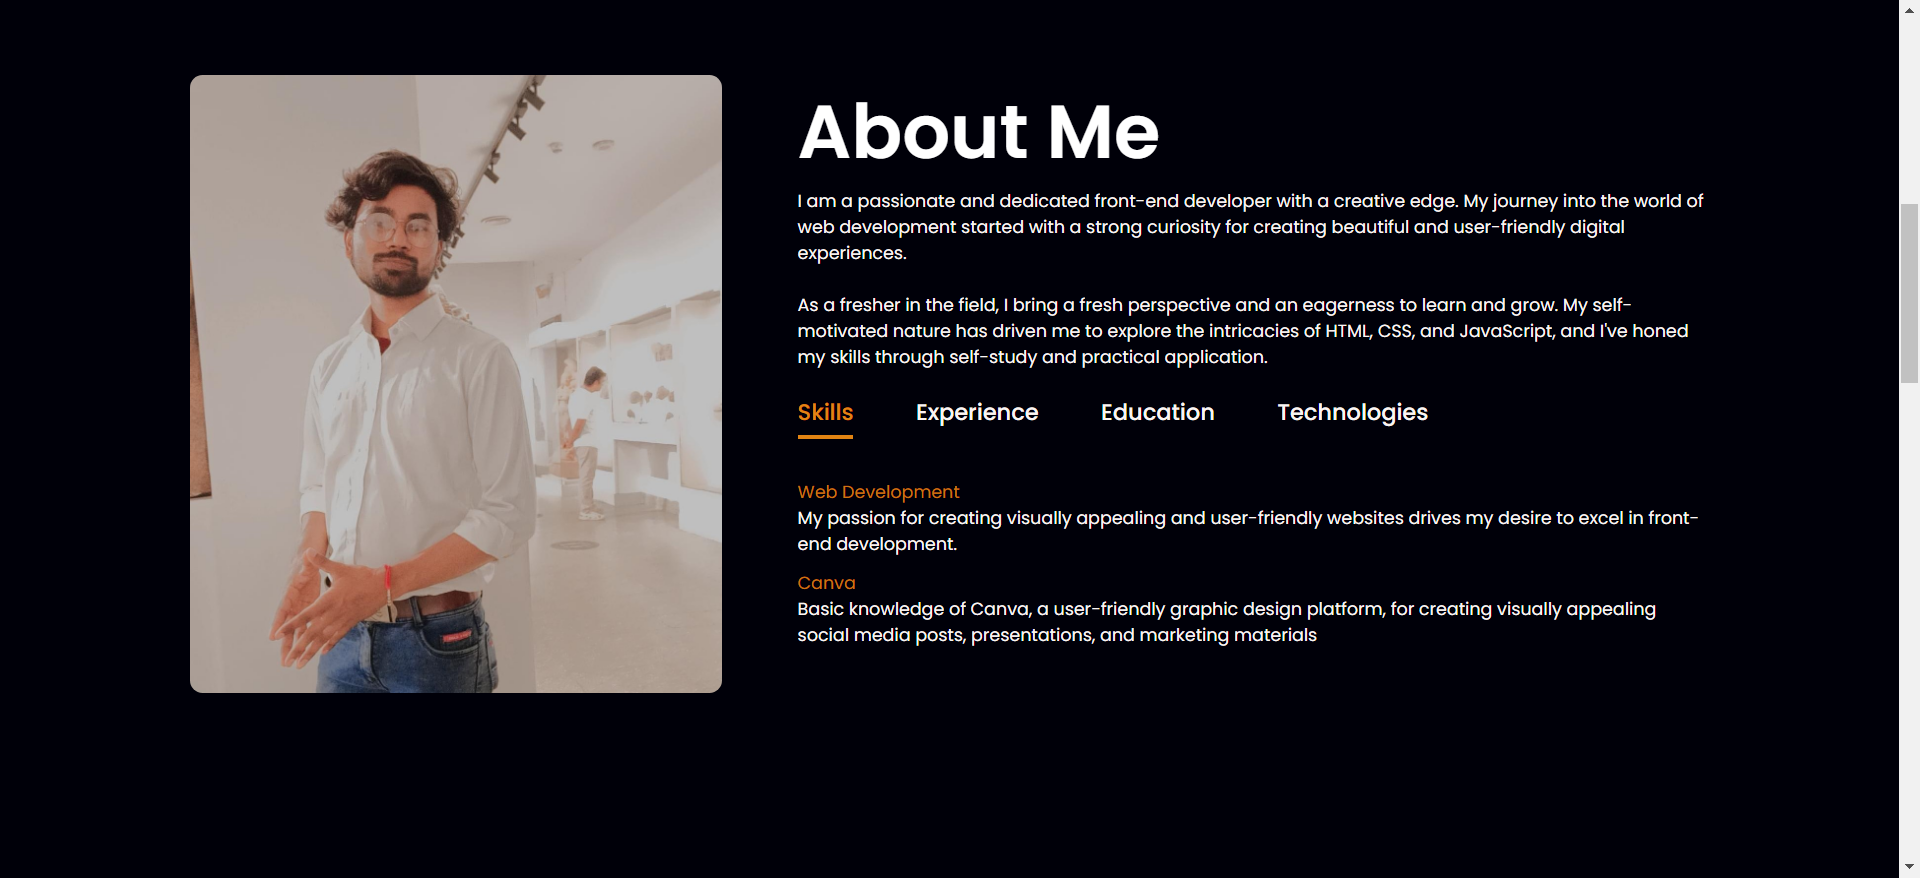 About Me
I am a passionate and dedicated front-end developer with a creative edge. My journey into the world of
web development started with a strong curiosity for creating beautiful and user-friendly digital
experiences.
As a fresher in the field, I bring a fresh perspective and an eagerness to learn and grow. My self-
motivated nature has driven me to explore the intricacies of HTML, CSS, and JavaScript, and I've honed
my skills through self-study and practical application.
Skills Experience Education Technologies
Web Development
My passion for creating visually appealing and user-friendly websites drives my desire to excel in front-
end development.
Canva
Basic knowledge of Canva, a user-friendly graphic design platform, for creating visually appealing
social media posts, presentations, and marketing materials